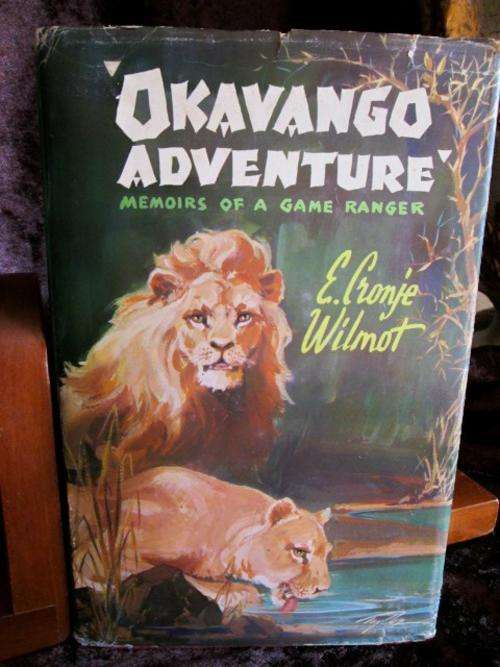 'OKAVANGO
ADVENTURE'
MEMOIRS OF A GAME RANGER
E. Cronje
Wilmot